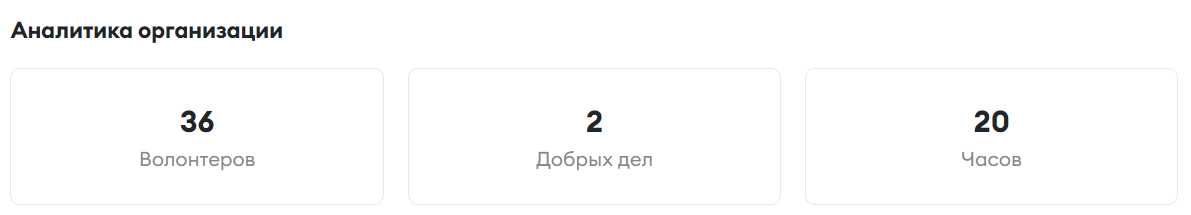 Аналитика организации
36
Волонтеров
2
Добрых дел
20
Часов